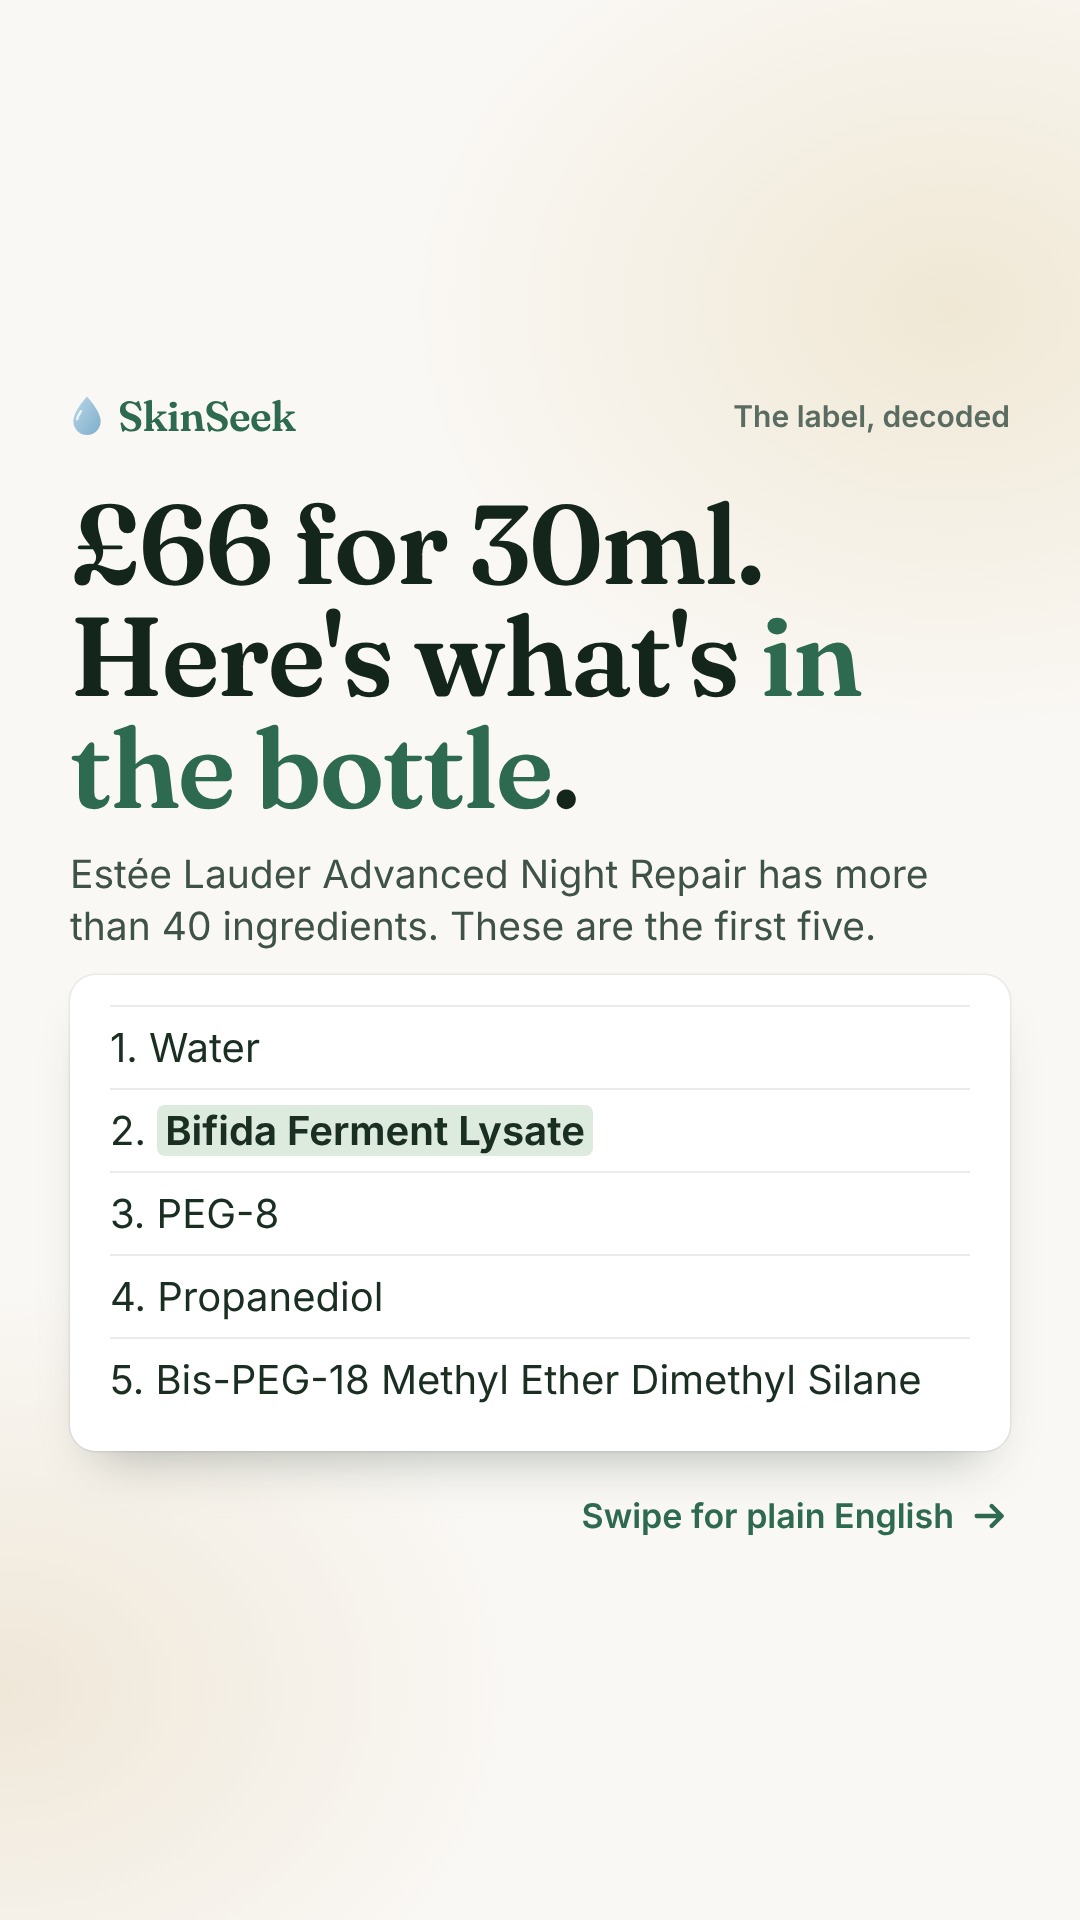 SkinSeek
The label, decoded
£66 for 30ml.
Here's what's in
the bottle.
Estée Lauder Advanced Night Repair has more
than 40 ingredients. These are the first five.
1. Water
2. Bifida Ferment Lysate
3. PEG-8
4. Propanediol
5. Bis-PEG-18 Methyl Ether Dimethyl Silane
Swipe for plain English →